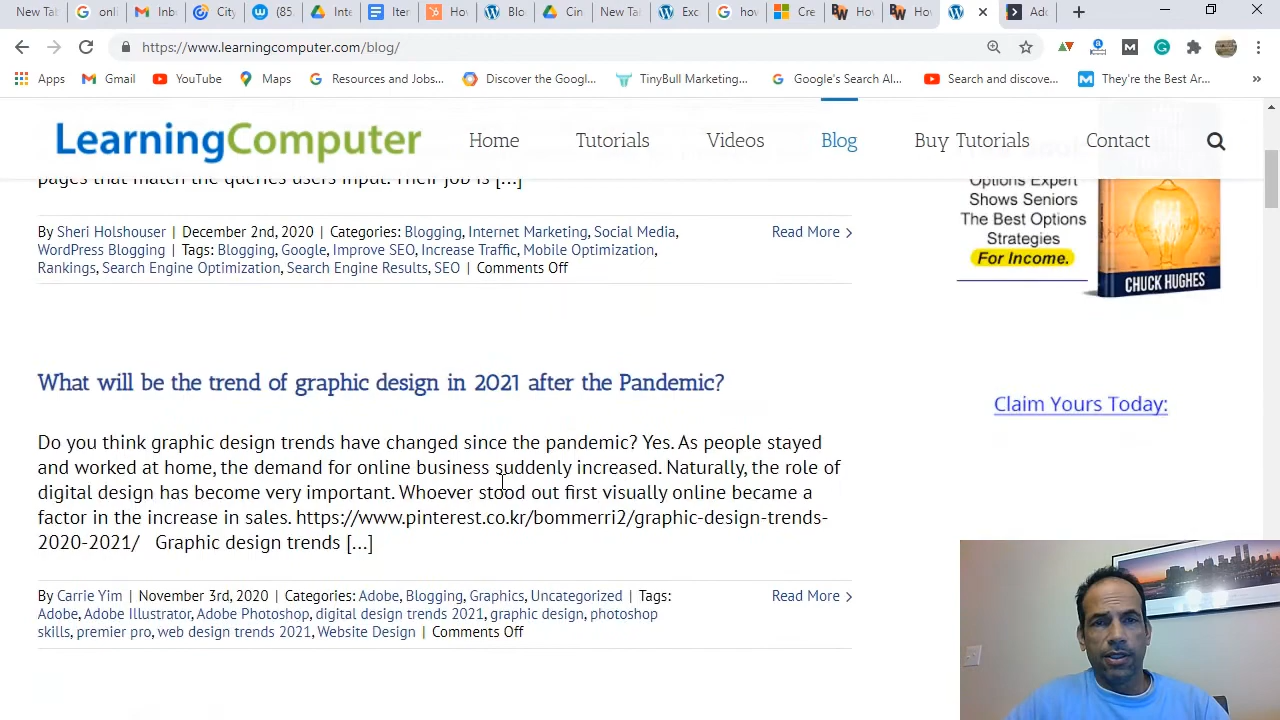 New Tab onli Inb City (85 Inte Iter Hov Blo Cin New Ta Exc how Cre Hov Hov Ado
https://www.learningcomputer.com/blog/
Apps Gmail YouTube Maps Resources and Jobs... Discover the Googl... TinyBull Marketing... Google's Search Al... Search and discove... They're the Best Ar... »
LearningComputer Home Tutorials Videos Blog Buy Tutorials Contact
pages that match the queries users input. Their job is [...]
By Sheri Holshouser | December 2nd, 2020 | Categories: Blogging, Internet Marketing, Social Media,
WordPress Blogging | Tags: Blogging, Google, Improve SEO, Increase Traffic, Mobile Optimization,
Rankings, Search Engine Optimization, Search Engine Results, SEO | Comments Off
Read More >
Options Expert
Shows Seniors
The Best Options
Strategies
For Income.
CHUCK HUGHES
Claim Yours Today:
What will be the trend of graphic design in 2021 after the Pandemic?
Do you think graphic design trends have changed since the pandemic? Yes. As people stayed
and worked at home, the demand for online business suddenly increased. Naturally, the role of
digital design has become very important. Whoever stood out first visually online became a
factor in the increase in sales. https://www.pinterest.co.kr/bommerri2/graphic-design-trends-
2020-2021/ Graphic design trends [...]
By Carrie Yim | November 3rd, 2020 | Categories: Adobe, Blogging, Graphics, Uncategorized | Tags:
Adobe, Adobe Illustrator, Adobe Photoshop, digital design trends 2021, graphic design, photoshop
skills, premier pro, web design trends 2021, Website Design | Comments Off
Read More >